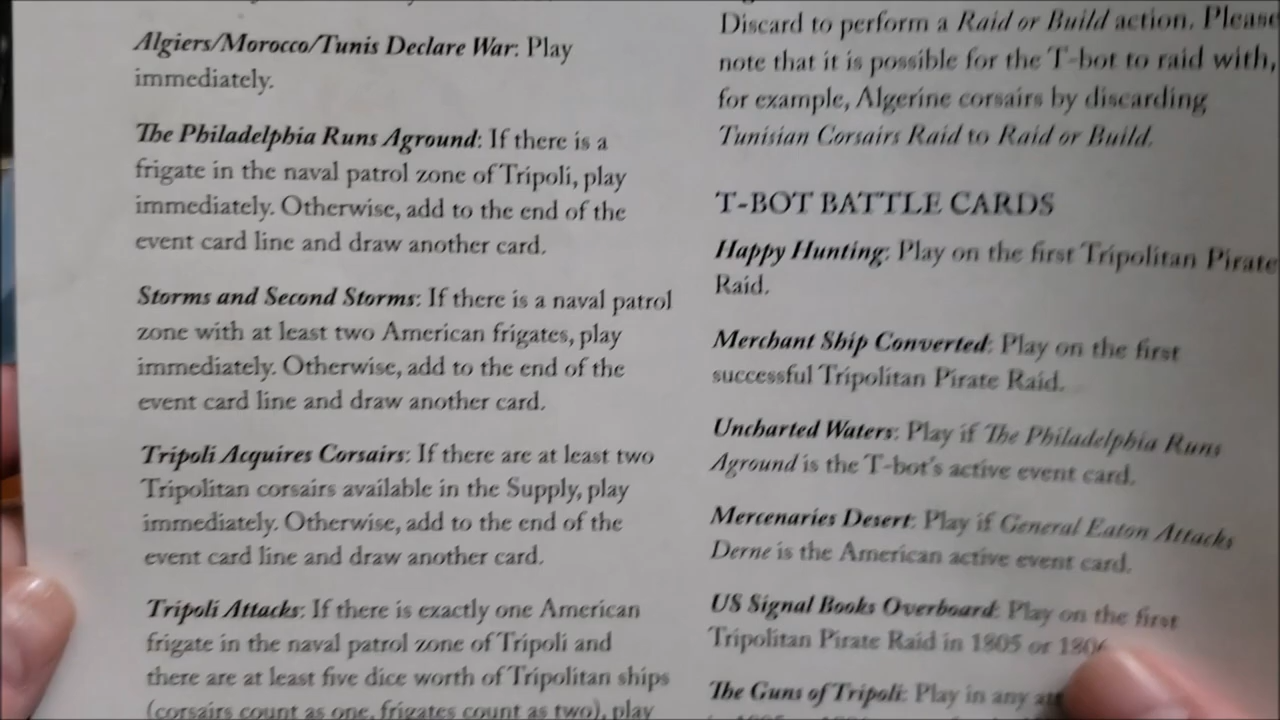 Algiers/Morocco/Tunis Declare War: Play
immediately.
The Philadelphia Runs Aground: If there is a
frigate in the naval patrol zone of Tripoli, play
immediately. Otherwise, add to the end of the
event card line and draw another card.
Storms and Second Storms: If there is a naval patrol
zone with at least two American frigates, play
immediately. Otherwise, add to the end of the
event card line and draw another card.
Tripoli Acquires Corsairs: If there are at least two
Tripolitan corsairs available in the Supply, play
immediately. Otherwise, add to the end of the
event card line and draw another card.
Tripoli Attacks: If there is exactly one American
frigate in the naval patrol zone of Tripoli and
there are at least five dice worth of Tripolitan ships
(corsairs count as one, frigates count as two), play
Discard to perform a Raid or Build action. Please
note that it is possible for the T-bot to raid with,
for example, Algerine corsairs by discarding
Tunisian Corsairs Raid to Raid or Build.
T-BOT BATTLE CARDS
Happy Hunting: Play on the first Tripolitan Pirate
Raid.
Merchant Ship Converted: Play on the first
successful Tripolitan Pirate Raid.
Uncharted Waters: Play if The Philadelphia Runs
Aground is the T-bot's active event card.
Mercenaries Desert: Play if General Eaton Attacks
Derne is the American active event card.
US Signal Books Overboard: Play on the first
Tripolitan Pirate Raid in 1805 or
The Guns of Tripoli: Play in any